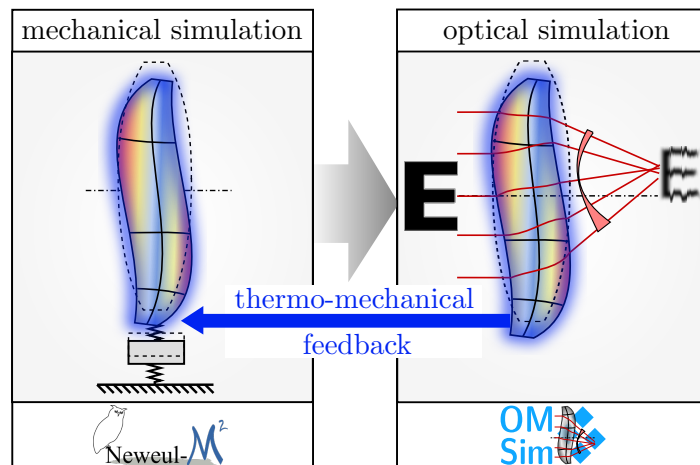 mechanical simulation
optical simulation
E
E
thermo-mechanical
feedback
Neweul-M²
OM
Sim